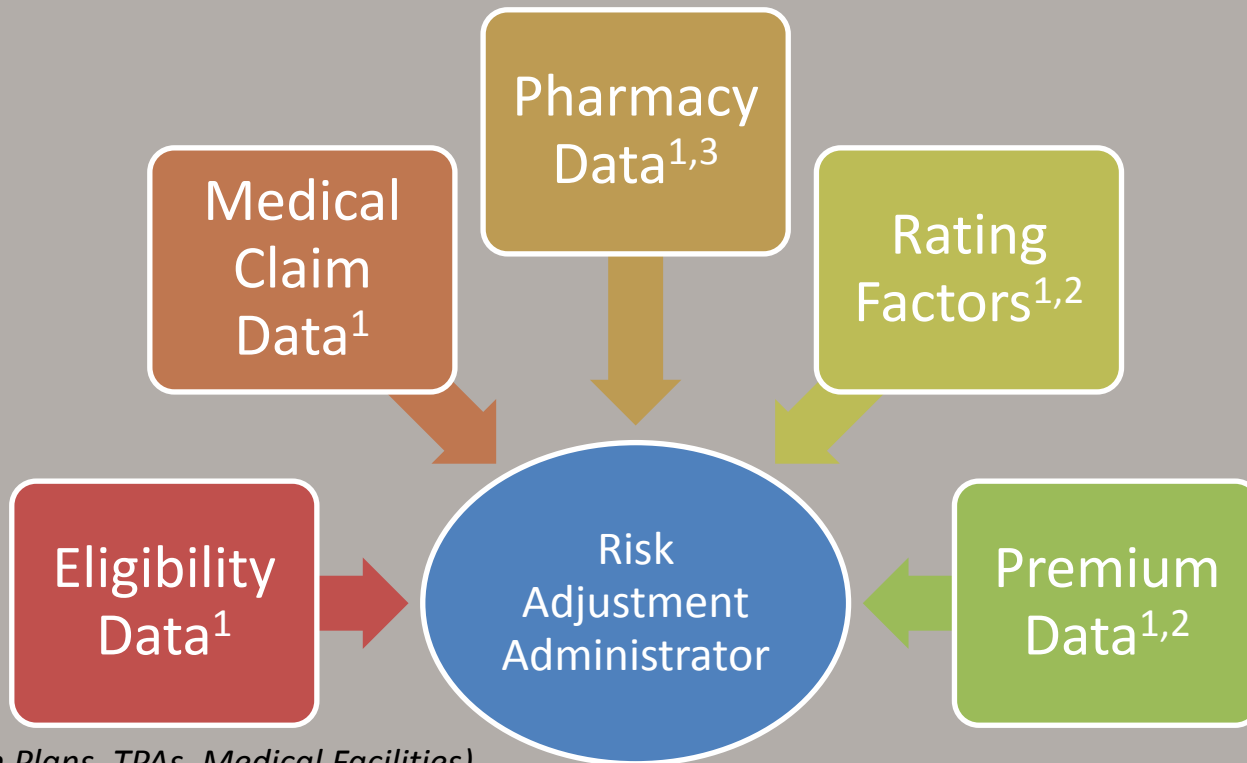 Pharmacy
Data1,3
Medical
Claim
Data1
Rating
Factors1,2
Eligibility
Data1
Risk
Adjustment
Administrator
Premium
Data1,2
Plans, TPAs, Medical Facilities)